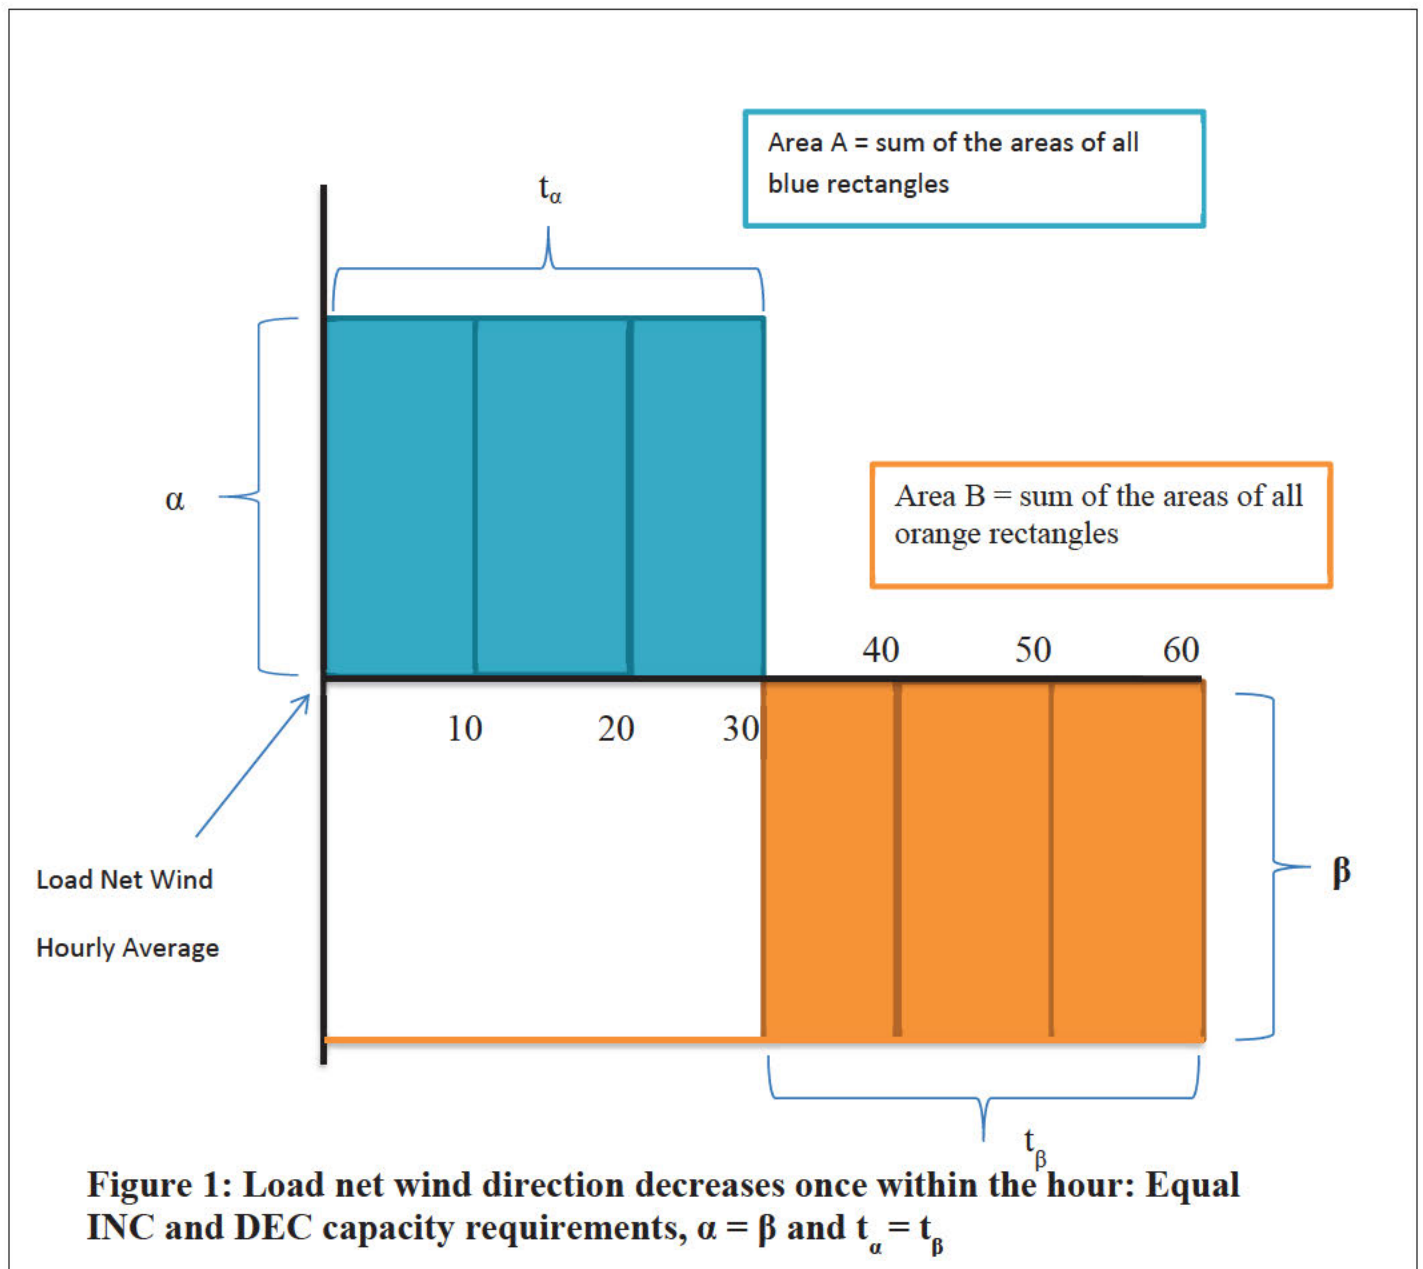 Area A = sum of the areas of all
blue rectangles
tα
α
Area B = sum of the areas of all
orange rectangles
40 50 60
10 20 30
Load Net Wind
Hourly Average
β
tβ
Figure 1: Load net wind direction decreases once within the hour: Equal
INC and DEC capacity requirements, α = β and tα = tβ